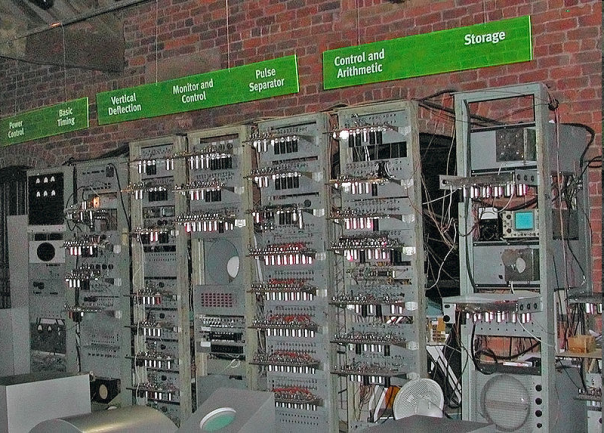 Power
Control
Basic
Timing
Vertical
Deflection
Monitor and
Control
Pulse
Separator
Control and
Arithmetic
Storage